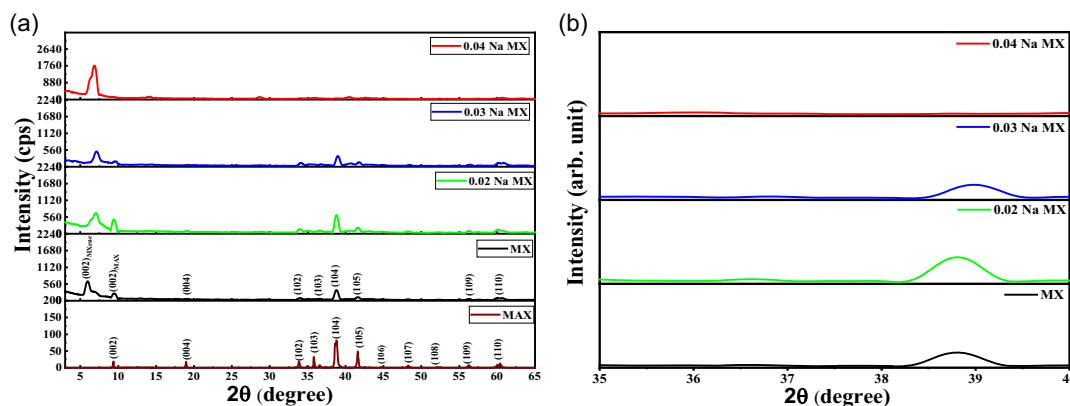 (a)
(b)
Intensity (cps)
2640
1760
880
0
0.04 Na MX
2240
1680
1120
560
0.03 Na MX
2240
1680
1120
560
0.02 Na MX
2240
1680
1120
560
MX
(002)MXene
(002)MAX
(004)
(102)
(103)
(104)
(105)
(109)
(110)
200
150
100
50
0
MAX
(002)
(004)
(102)
(103)
(104)
(105)
(106)
(107)
(108)
(109)
(110)
5 10 15 20 25 30 35 40 45 50 55 60 65
2θ (degree)
Intensity (arb. unit)
0.04 Na MX
0.03 Na MX
0.02 Na MX
MX
35 36 37 38 39 4
2θ (degree)